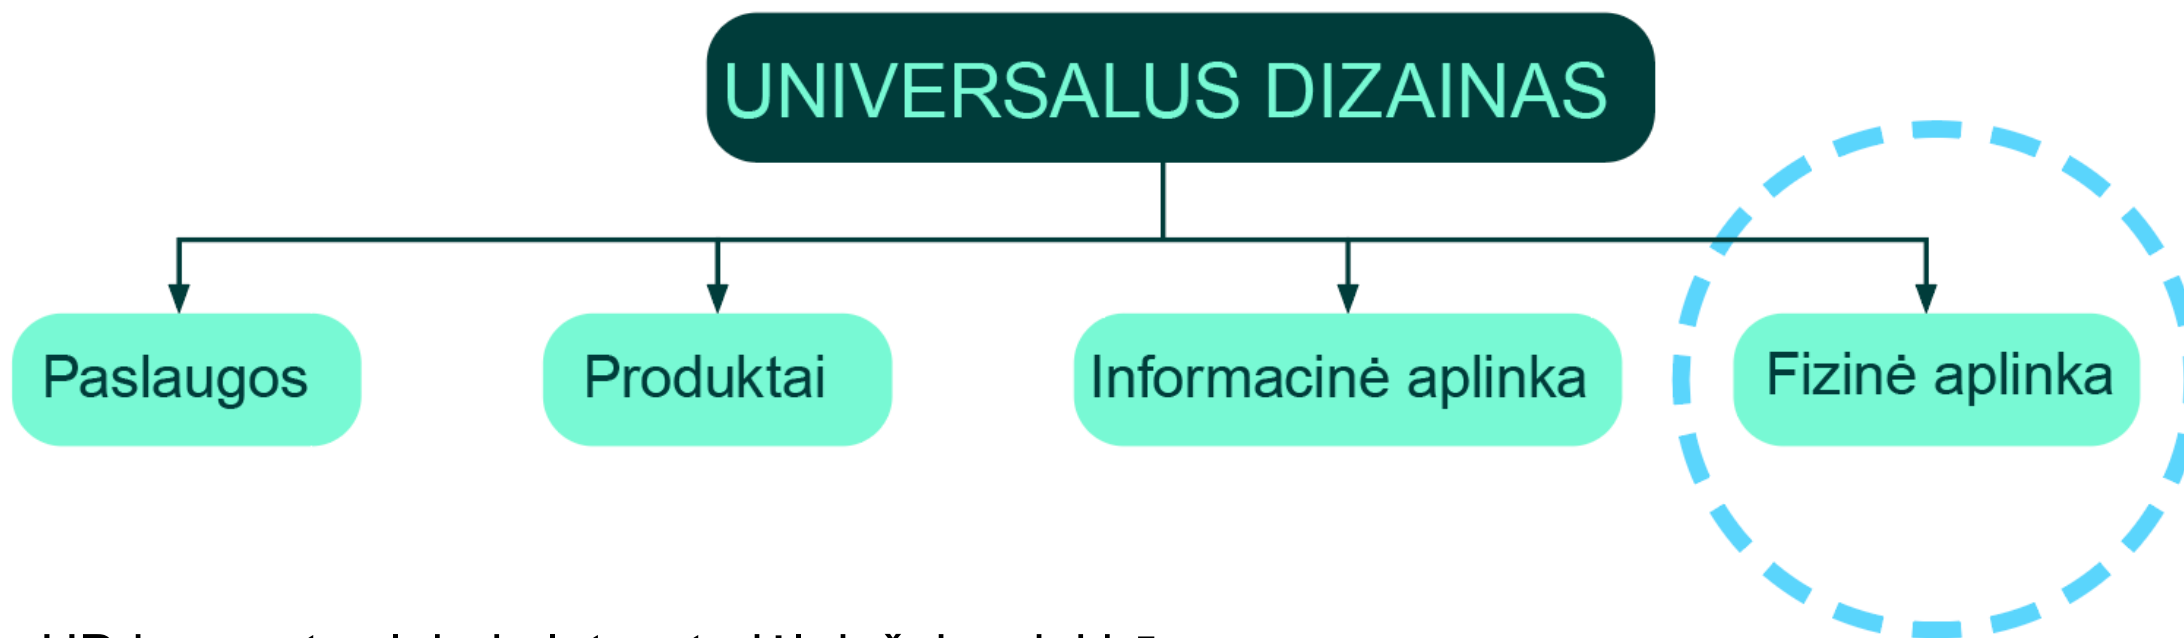 UNIVERSALUS DIZAINAS
Paslaugos
Produktai
Informacinė aplinka
Fizinė aplinka